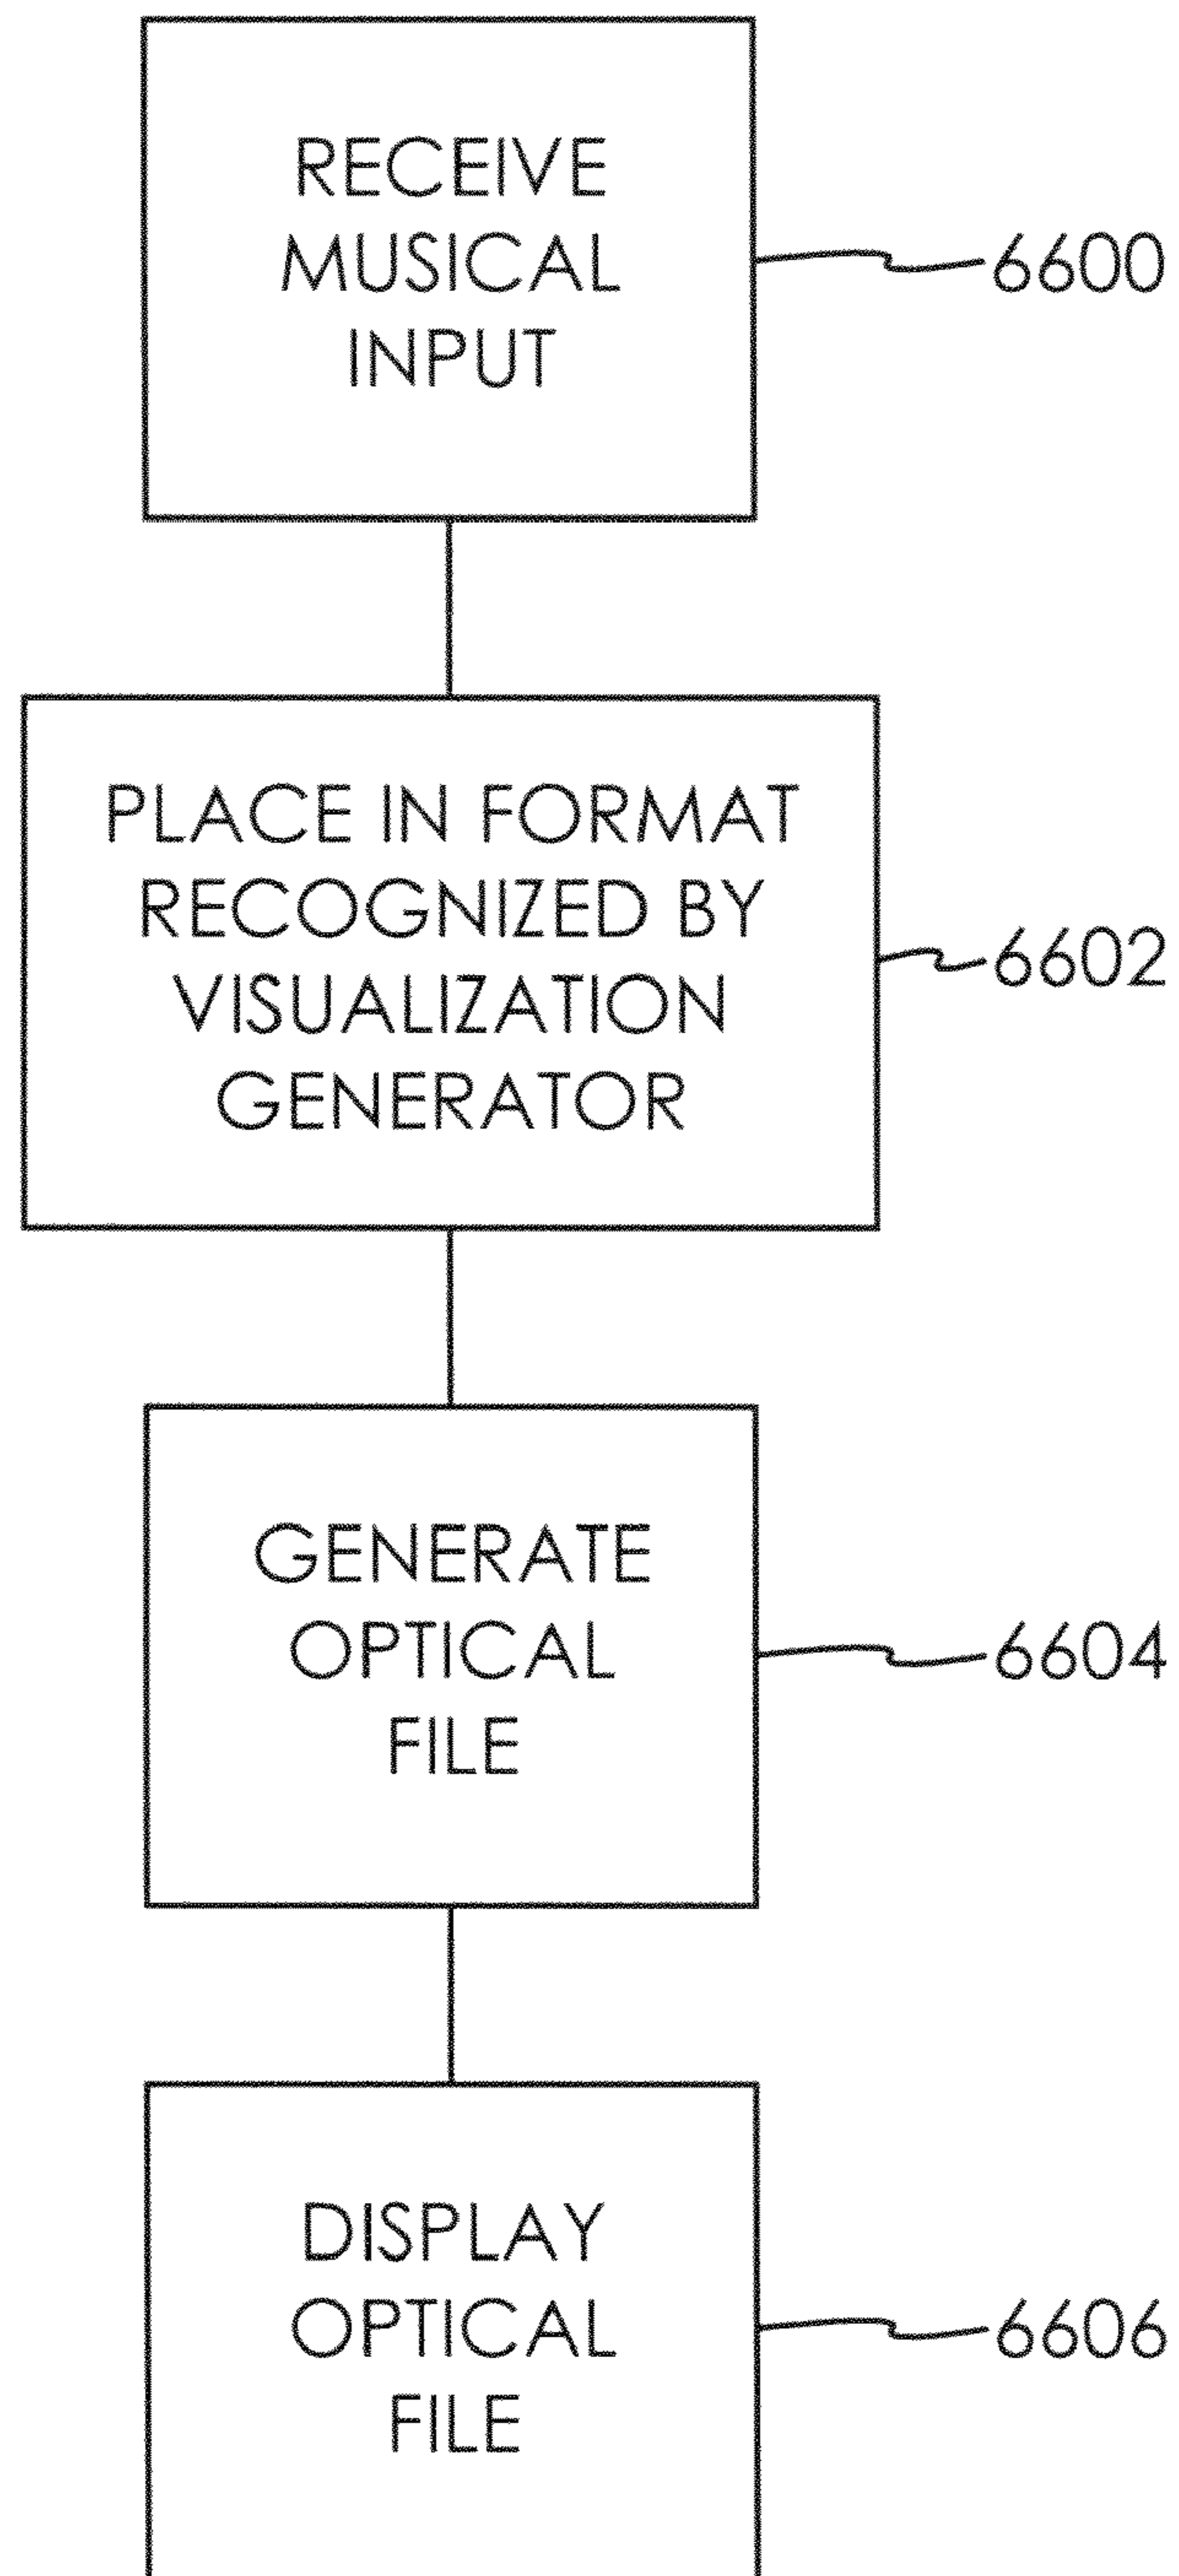 RECEIVE
MUSICAL
INPUT
6600
PLACE IN FORMAT
RECOGNIZED BY
VISUALIZATION
GENERATOR
6602
GENERATE
OPTICAL
FILE
6604
DISPLAY
OPTICAL
FILE
6606